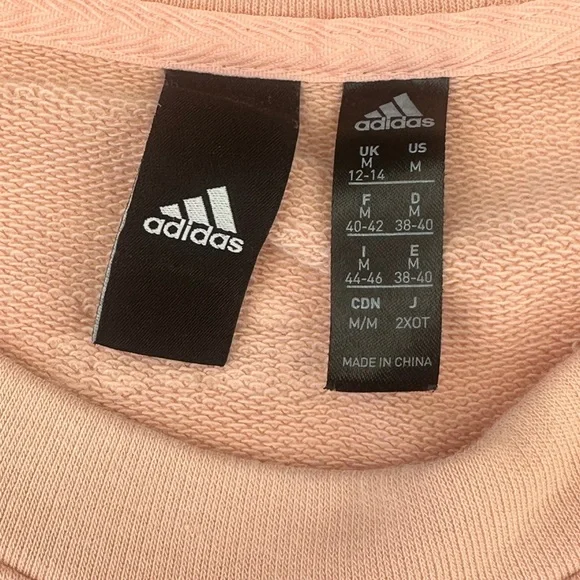 adidas
adidas
UK US
M M
12-14
F D
M M
40-42 38-40
I E
M M
44-46 38-40
CDN J
M/M 2XOT
MADE IN CHINA